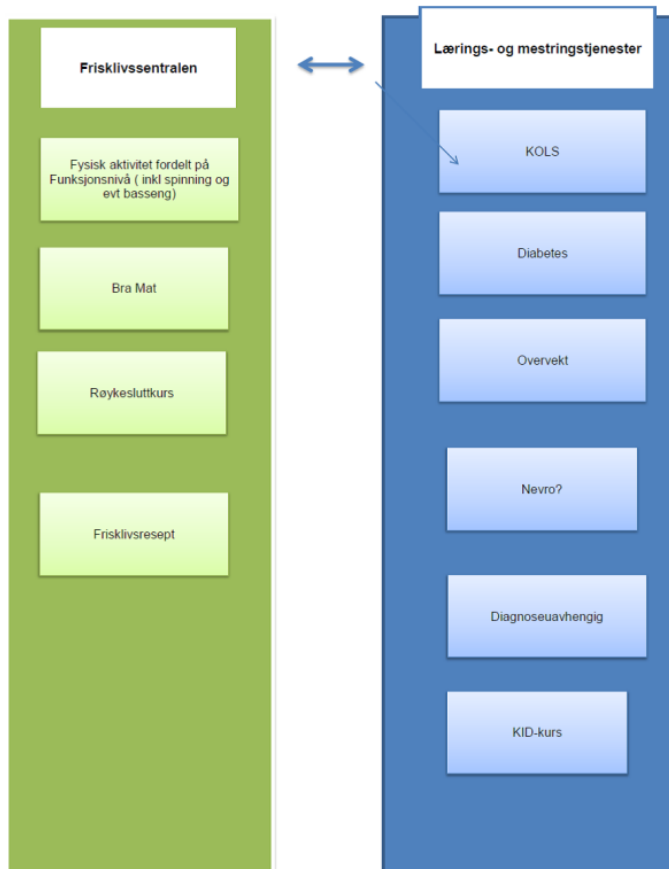 Frisklivssentralen
Fysisk aktivitet fordelt på
Funksjonsnivå ( inkl spinning og
evt basseng)
Bra Mat
Røykesluttkurs
Frisklivsresept
Lærings- og mestringstjenester
KOLS
Diabetes
Overvekt
Nevro?
Diagnoseuavhengig
KID-kurs